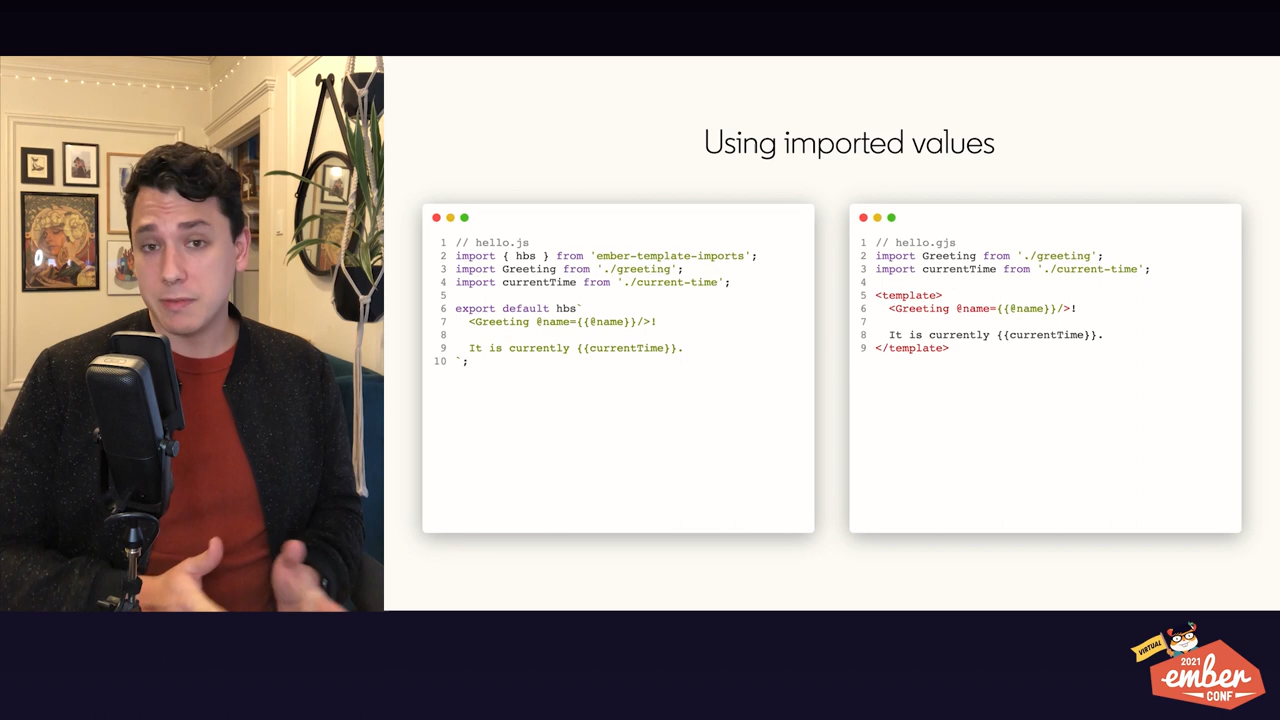 Using imported values
1 // hello.js
2 import { hbs } from 'ember-template-imports';
3 import Greeting from './greeting';
4 import currentTime from './current-time';
5
6 export default hbs`
7   <Greeting @name={{@name}}/>!
8
9   It is currently {{currentTime}}.
10 `;
1 // hello.gjs
2 import Greeting from './greeting';
3 import currentTime from './current-time';
4
5 <template>
6   <Greeting @name={{@name}}/>!
7
8   It is currently {{currentTime}}.
9 </template>
VIRTUAL
2021
ember
CONF